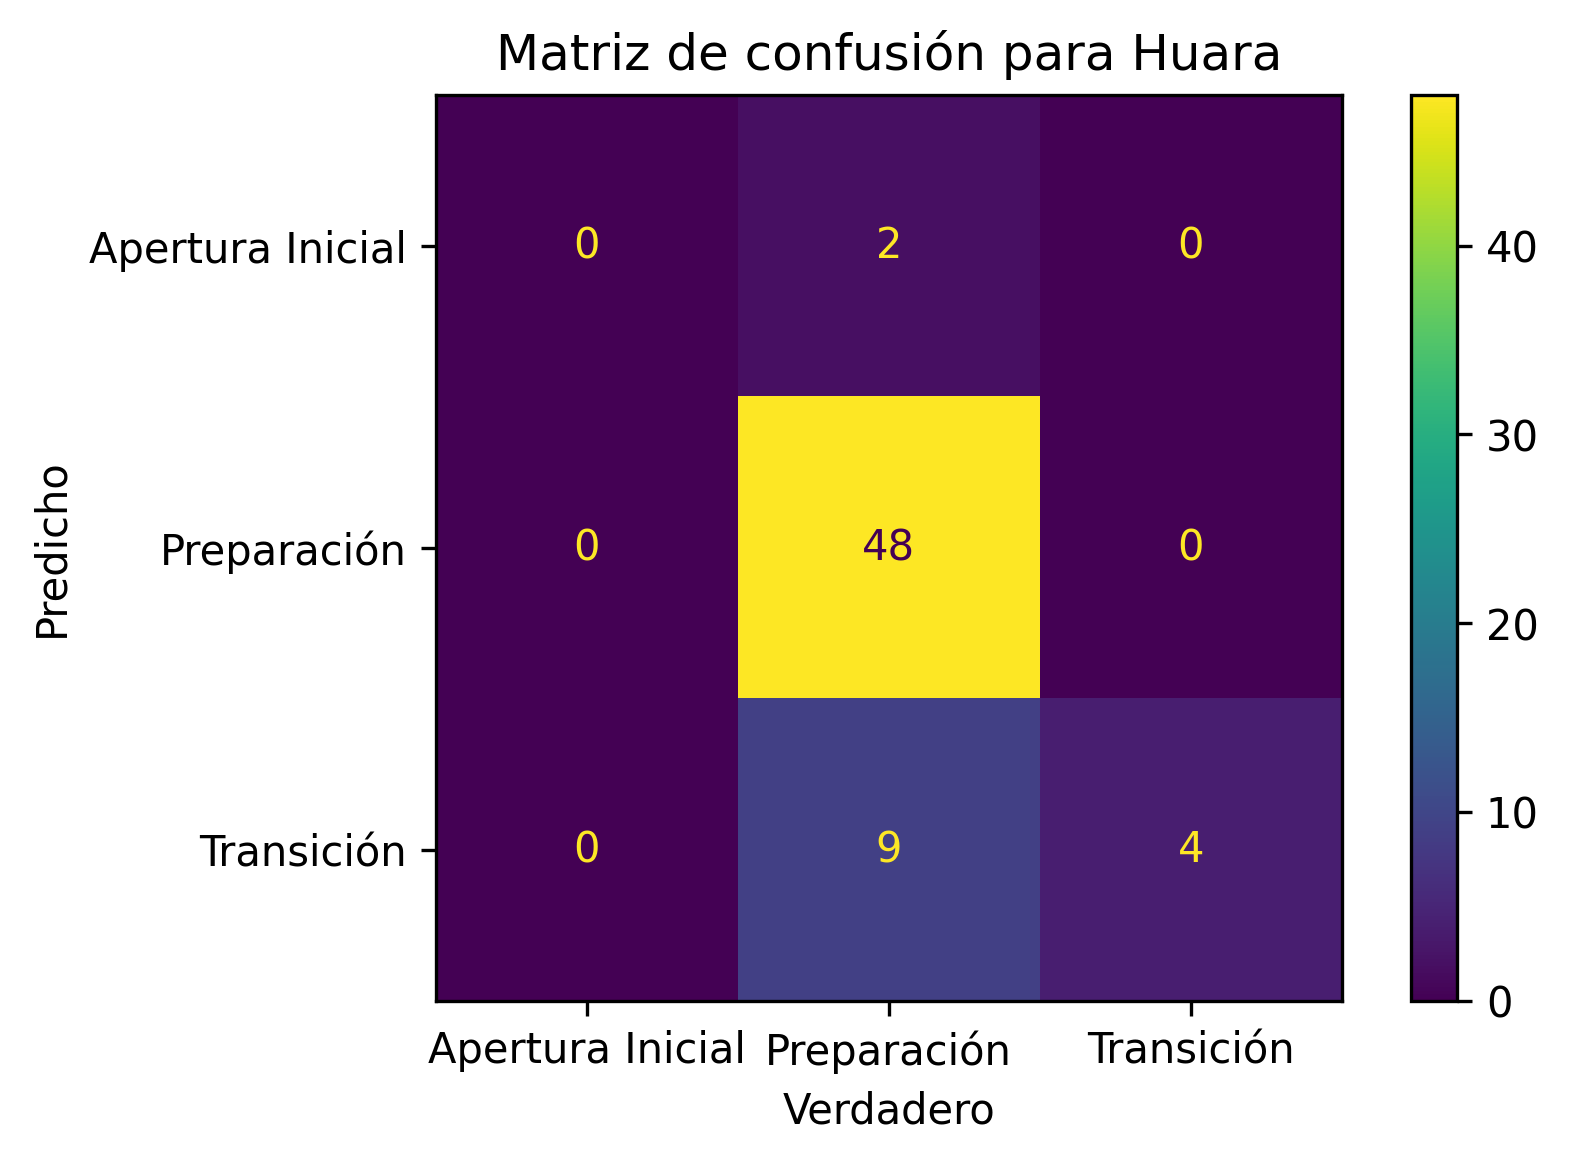 Matriz de confusión para Huara
Predicho
Apertura Inicial
0 2 0
Preparación
0 48 0
Transición
0 9 4
Apertura Inicial Preparación Transición
Verdadero
40
30
20
10
0